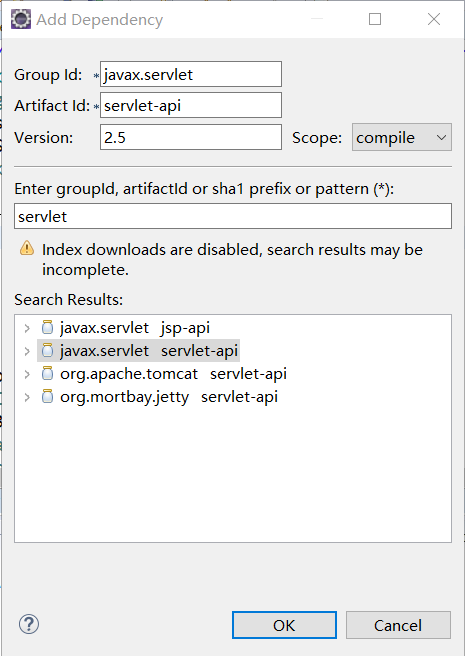 Add Dependency
Group Id: * javax.servlet
Artifact Id: * servlet-api
Version: 2.5 Scope: compile
Enter groupId, artifactId or sha1 prefix or pattern (*):
servlet
Index downloads are disabled, search results may be
incomplete.
Search Results:
javax.servlet jsp-api
javax.servlet servlet-api
org.apache.tomcat servlet-api
org.mortbay.jetty servlet-api
? OK Cancel